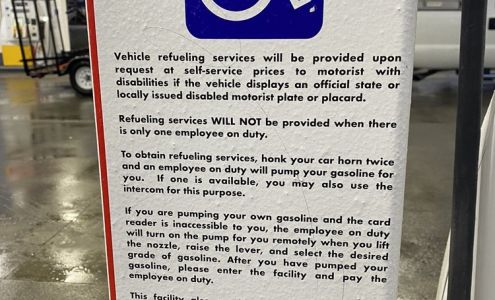 Vehicle refueling services will be provided upon
request at self-service prices to motorist with
disabilities if the vehicle displays an official state or
locally issued disabled motorist plate or placard.
Refueling services WILL NOT be provided when there
is only one employee on duty.
To obtain refueling services, honk your car horn twice
and an employee on duty will pump your gasoline for
you. If one is available, you may also use the
intercom for this purpose.
If you are pumping your own gasoline and the card
reader is inaccessible to you, the employee on duty
will turn on the pump for you remotely when you lift
the nozzle, raise the lever, and select the desired
grade of gasoline. After you have pumped your
gasoline, please enter the facility and pay the
employee on duty.
This facility